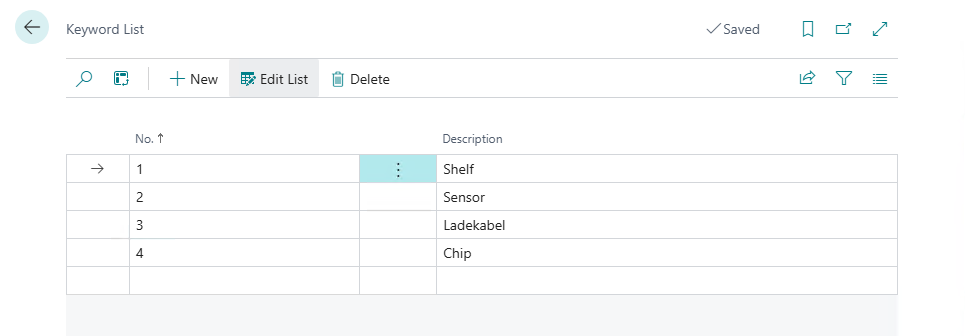 Keyword List
Saved
New Edit List Delete
No. ↑ Description
1 Shelf
2 Sensor
3 Ladekabel
4 Chip